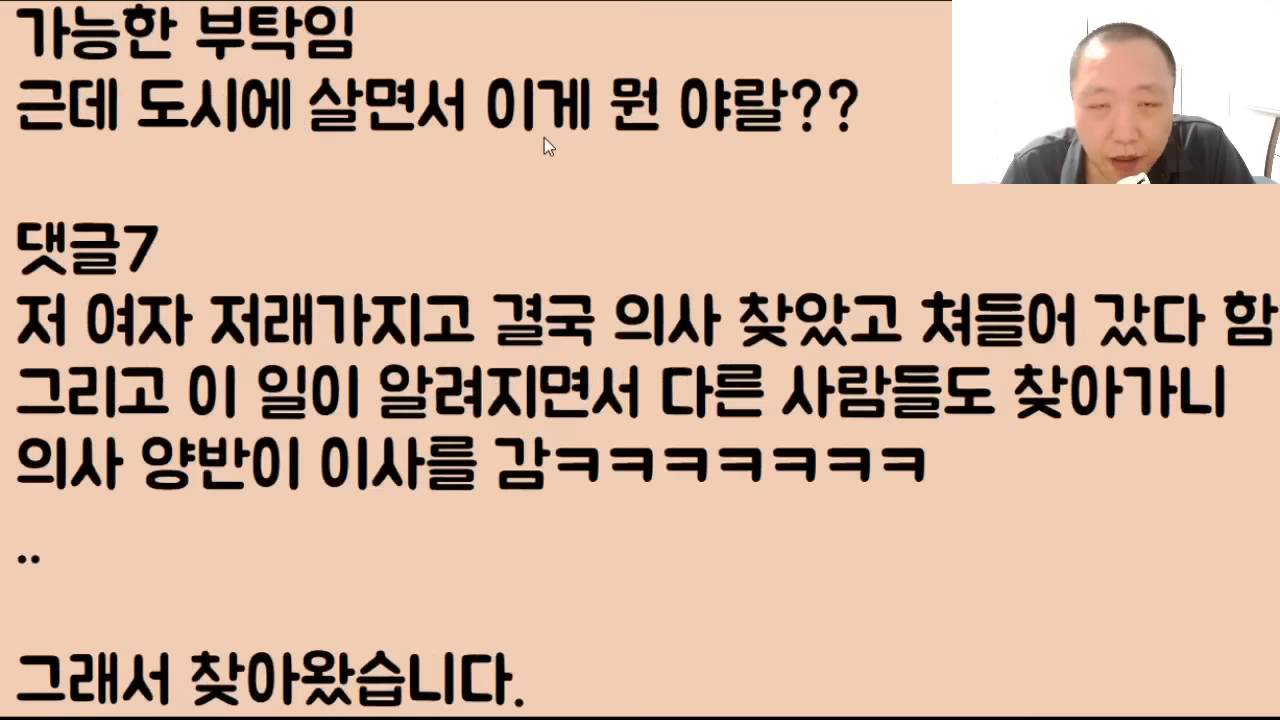 가능한 부탁임
근데 도시에 살면서 이게 뭔 야랄??
댓글7
저 여자 저래가지고 결국 의사 찾았고 쳐들어 갔다 함
그리고 이 일이 알려지면서 다른 사람들도 찾아가니
의사 양반이 이사를 감ㅋㅋㅋㅋㅋㅋㅋ
..
그래서 찾아왔습니다.